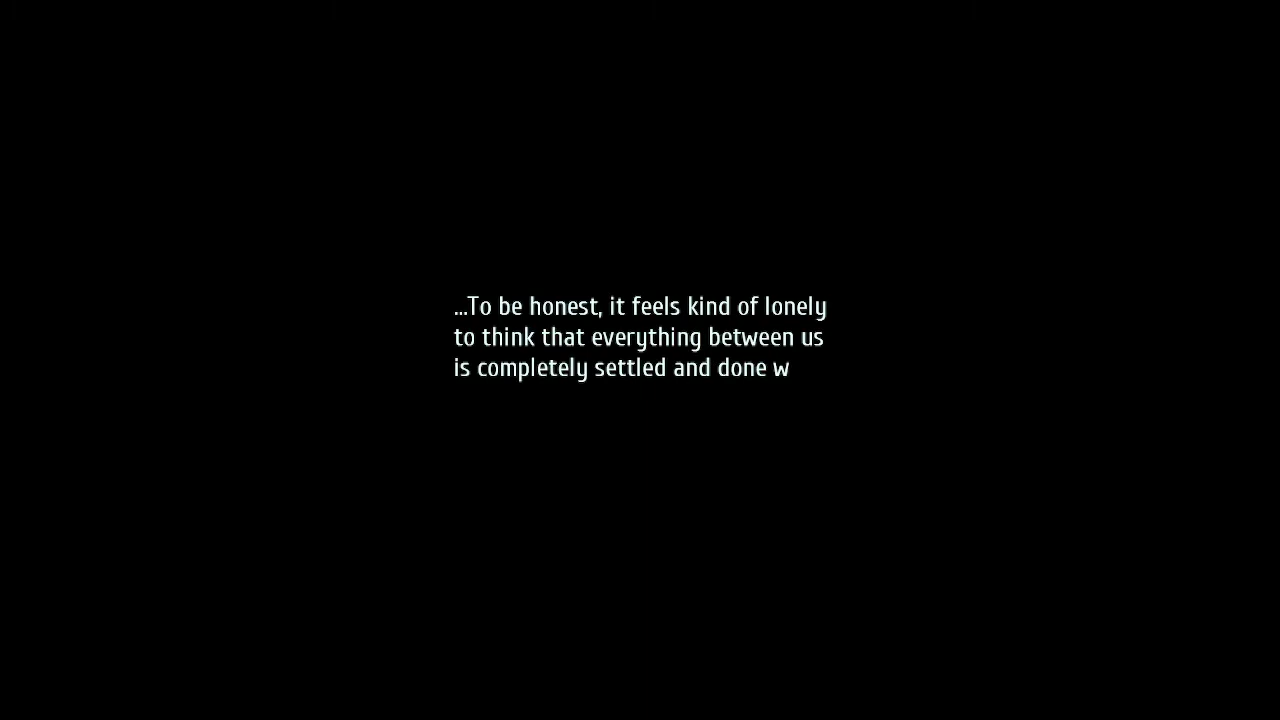 ...To be honest, it feels kind of lonely
to think that everything between us
is completely settled and done w